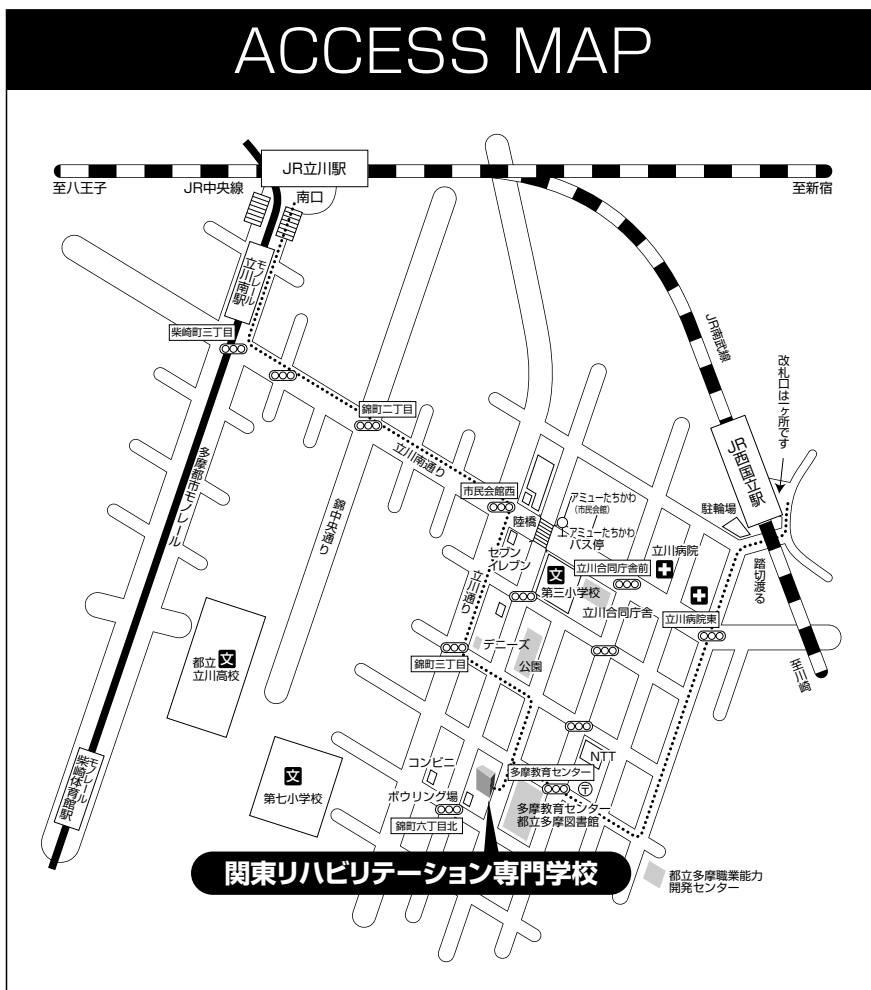 ACCESS MAP
JR立川駅
至八王子
JR中央線
南口
至新宿
モノレール
立川南駅
柴崎町三丁目
JR南武線
改札口は一ヶ所です
錦町二丁目
立川南通り
JR西国立駅
多摩都市モノレール
錦中央通り
市民会館西
アミューたちかわ
(市民会館)
駐輪場
陸橋
アミューたちかわ
バス停
セブン
イレブン
立川病院
踏切渡る
立川合同庁舎前
文
第三小学校
立川通り
立川合同庁舎
立川病院東
デニーズ
錦町三丁目
公園
至川崎
都立
立川高校
文
コンビニ
NTT
多摩教育センター
モノレール
柴崎体育館駅
文
第七小学校
ボウリング場
〒
錦町六丁目北
多摩教育センター
都立多摩図書館
関東リハビリテーション専門学校
都立多摩職業能力
開発センター